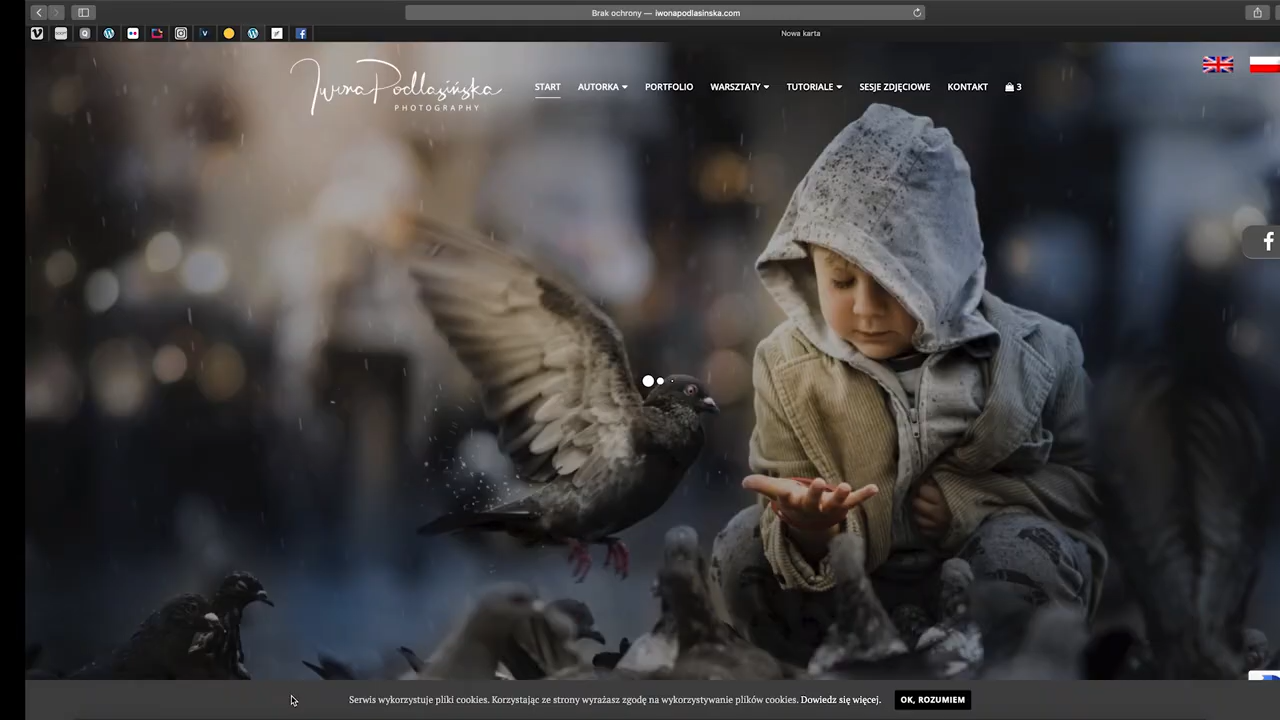 Brak ochrony — iwonapodlasinska.com
Nowa karta
Iwona Podlasińska
PHOTOGRAPHY
START AUTORKA PORTFOLIO WARSZTATY TUTORIALE SESJE ZDJĘCIOWE KONTAKT 3
Serwis wykorzystuje pliki cookies. Korzystając ze strony wyrażasz zgodę na wykorzystywanie plików cookies. Dowiedz się więcej. OK, ROZUMIEM